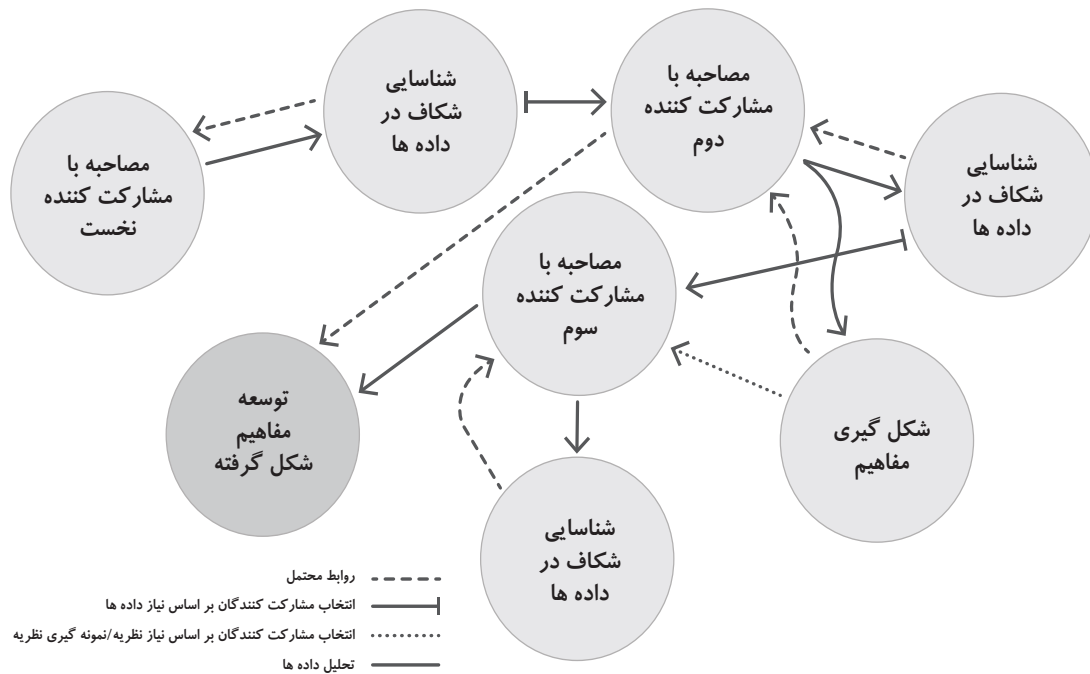 مصاحبه با
مشارکت کننده
نخست
شناسایی
شکاف در
داده ها
مصاحبه با
مشارکت کننده
دوم
شناسایی
شکاف در
داده ها
مصاحبه با
مشارکت کننده
سوم
توسعه
مفاهیم
شکل گرفته
شکل گیری
مفاهیم
شناسایی
شکاف در
داده ها
روابط محتمل
انتخاب مشارکت کنندگان بر اساس نیاز داده ها
انتخاب مشارکت کنندگان بر اساس نیاز نظریه/نمونه گیری نظریه
تحلیل داده ها